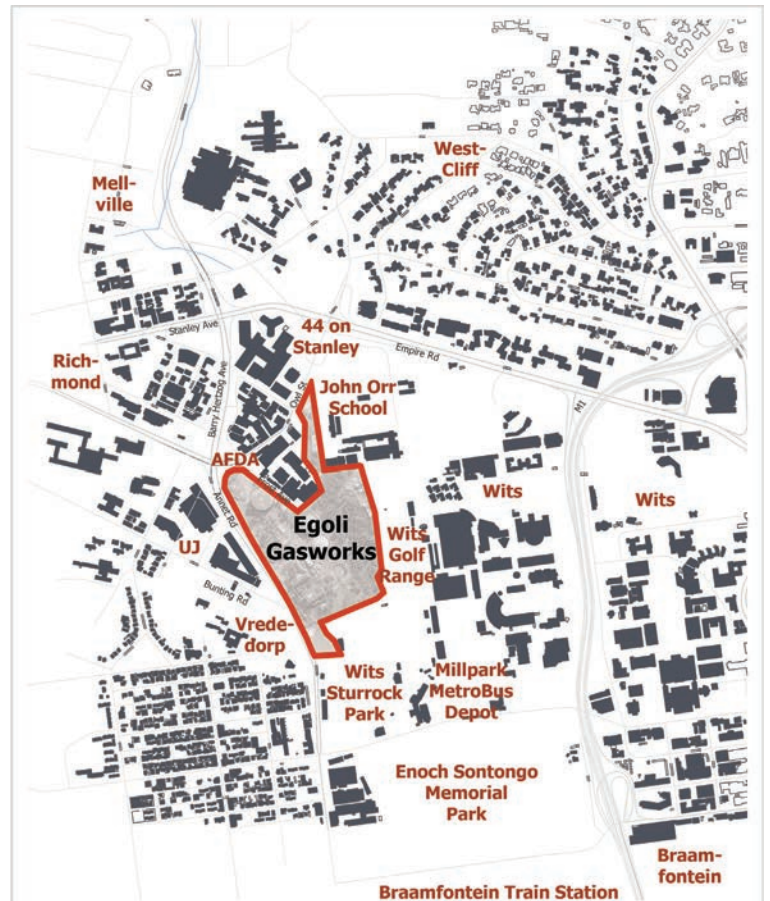 West-
Cliff
Mell-
ville
Stanley Ave
44 on
Stanley
Empire Rd
Rich-
mond
Barry Hertzog Ave
Owl St
John Orr
School
M1
AFDA
Annet Rd
Egoli
Gasworks
Wits
Wits
Wits
Golf
Range
UJ
Bunting Rd
Vrede-
dorp
Wits
Sturrock
Park
Millpark
MetroBus
Depot
Enoch Sontongo
Memorial
Park
Braam-
fontein
Braamfontein Train Station